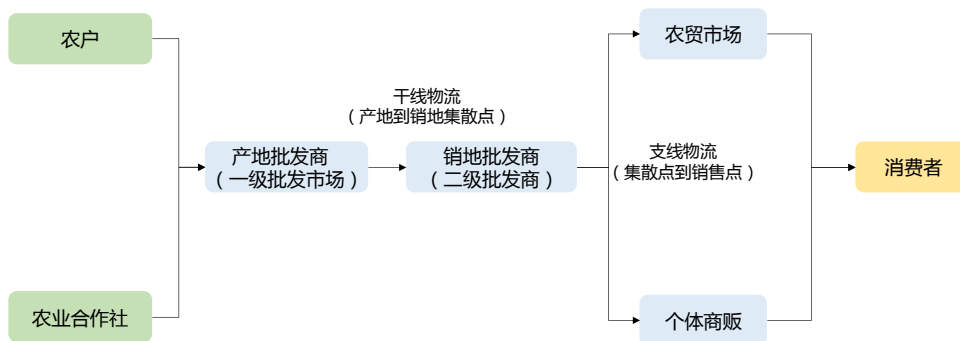 农户
农业合作社
干线物流
（产地到销地集散点）
产地批发商
（一级批发市场）
销地批发商
（二级批发商）
农贸市场
支线物流
（集散点到销售点）
个体商贩
消费者